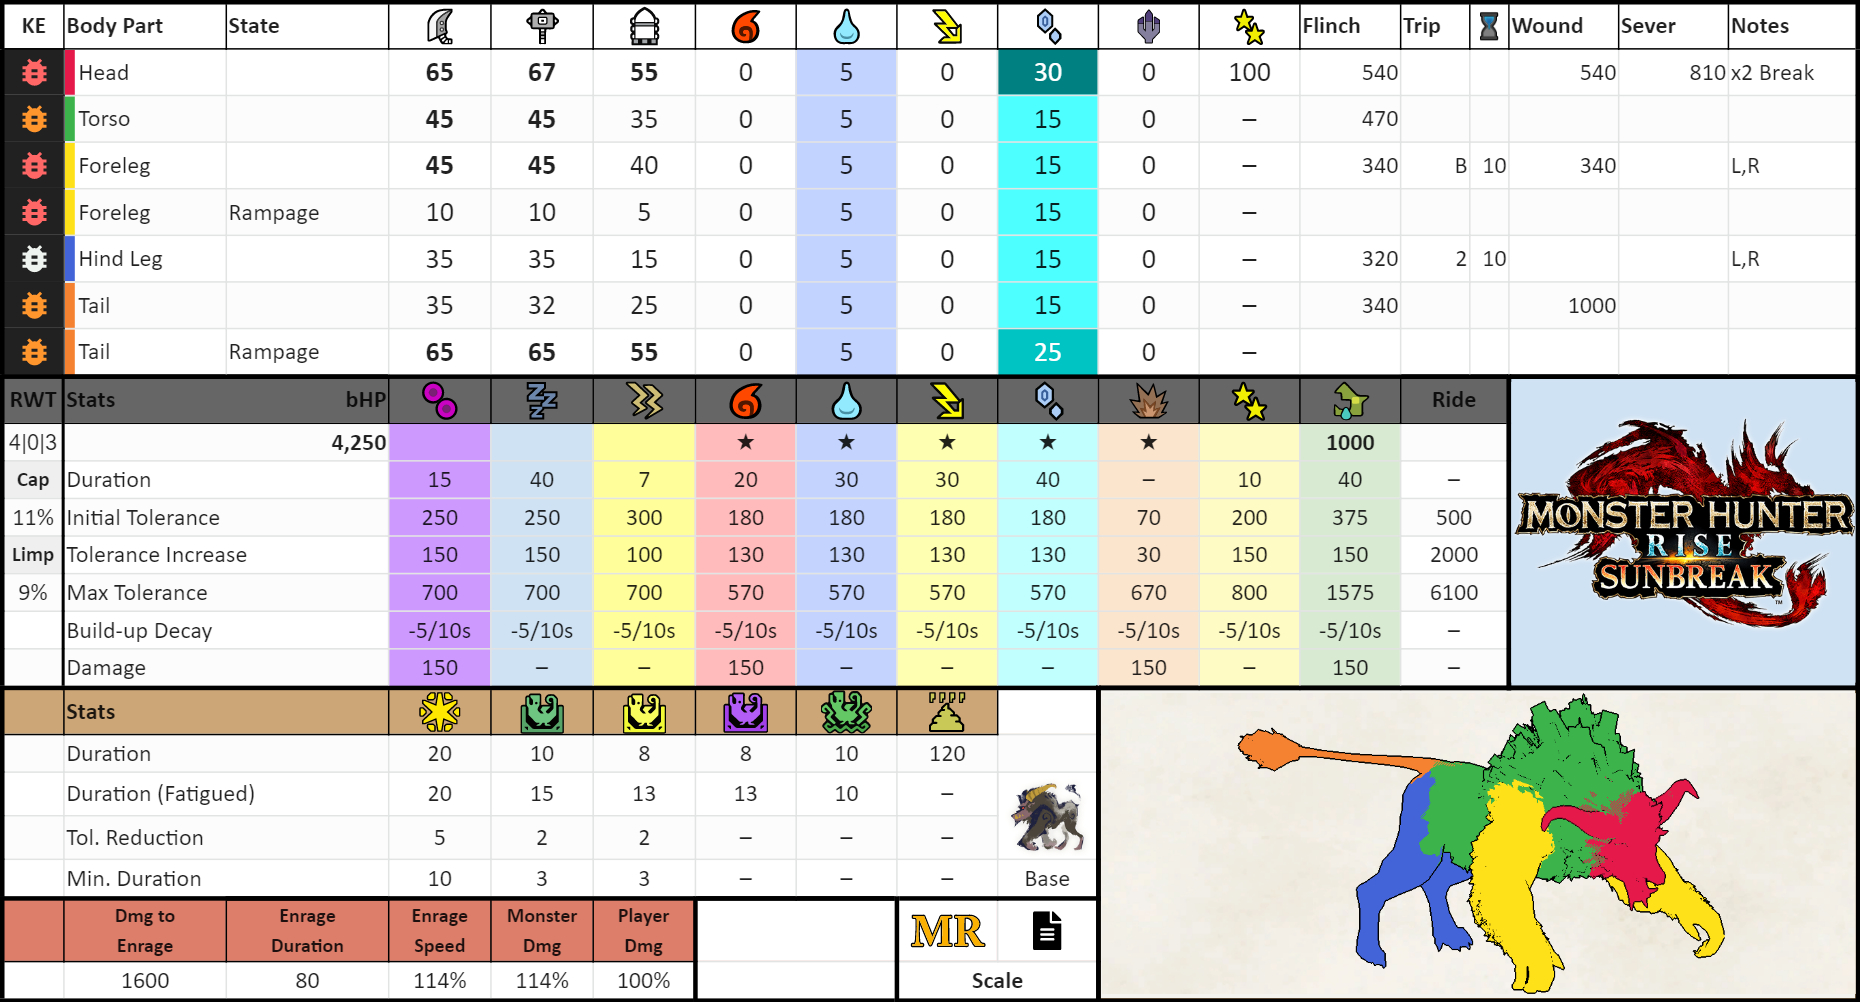 KE Body Part State Flinch Trip Wound Sever Notes
Head 65 67 55 0 5 0 30 0 100 540 540 810 x2 Break
Torso 45 45 35 0 5 0 15 0 – 470
Foreleg 45 45 40 0 5 0 15 0 – 340 B 10 340 L,R
Foreleg Rampage 10 10 5 0 5 0 15 0 –
Hind Leg 35 35 15 0 5 0 15 0 – 320 2 10 L,R
Tail 35 32 25 0 5 0 15 0 – 340 1000
Tail Rampage 65 65 55 0 5 0 25 0 –
RWT Stats bHP Ride
4|0|3 4,250 ★ ★ ★ ★ ★ 1000
Cap Duration 15 40 7 20 30 30 40 – 10 40 –
11% Initial Tolerance 250 250 300 180 180 180 180 70 200 375 500
Limp Tolerance Increase 150 150 100 130 130 130 130 30 150 150 2000
9% Max Tolerance 700 700 700 570 570 570 570 670 800 1575 6100
Build-up Decay -5/10s -5/10s -5/10s -5/10s -5/10s -5/10s -5/10s -5/10s -5/10s -5/10s –
Damage 150 – – 150 – – – 150 – 150 –
MONSTER HUNTER
RISE
SUNBREAK™
Stats
Duration 20 10 8 8 10 120
Duration (Fatigued) 20 15 13 13 10 –
Tol. Reduction 5 2 2 – – –
Min. Duration 10 3 3 – – – Base
Dmg to Enrage Enrage Duration Enrage Speed Monster Dmg Player Dmg MR
1600 80 114% 114% 100% Scale